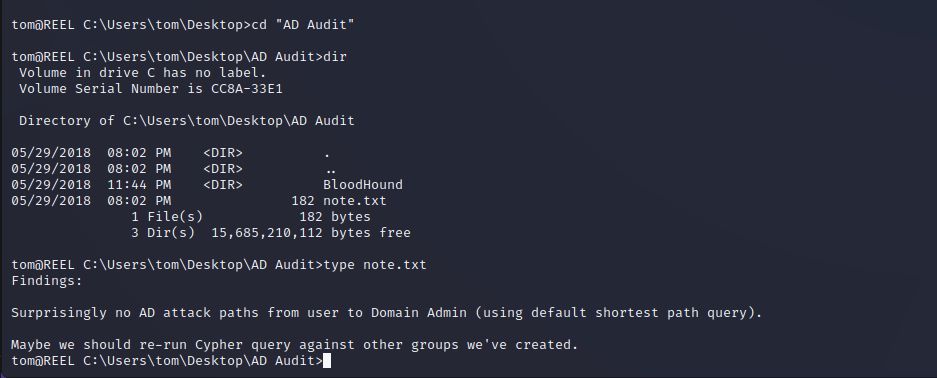 tom@REEL C:\Users\tom\Desktop>cd "AD Audit"
tom@REEL C:\Users\tom\Desktop\AD Audit>dir
 Volume in drive C has no label.
 Volume Serial Number is CC8A-33E1
 Directory of C:\Users\tom\Desktop\AD Audit
05/29/2018  08:02 PM    <DIR>          .
05/29/2018  08:02 PM    <DIR>          ..
05/29/2018  11:44 PM    <DIR>          BloodHound
05/29/2018  08:02 PM               182 note.txt
               1 File(s)            182 bytes
               3 Dir(s)  15,685,210,112 bytes free
tom@REEL C:\Users\tom\Desktop\AD Audit>type note.txt
Findings:
Surprisingly no AD attack paths from user to Domain Admin (using default shortest path query).
Maybe we should re-run Cypher query against other groups we've created.
tom@REEL C:\Users\tom\Desktop\AD Audit>